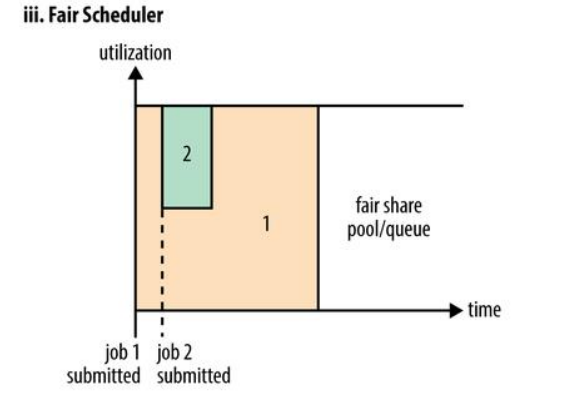 iii. Fair Scheduler
utilization
2
1
fair share
pool/queue
time
job 1 job 2
submitted submitted